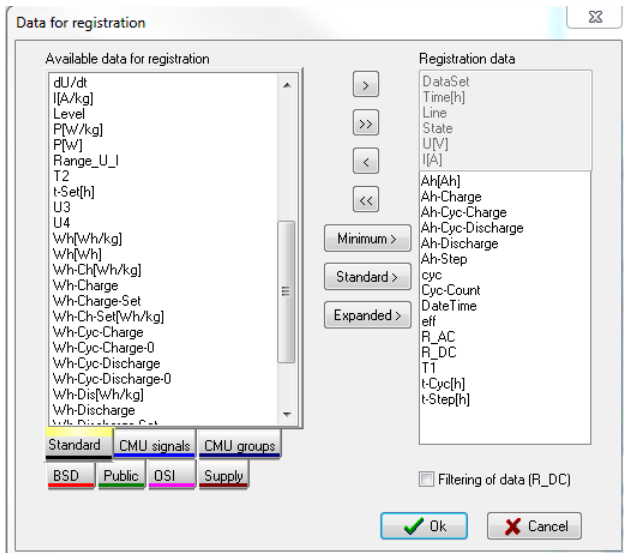 Data for registration
Available data for registration
dU/dt
I[A/kg]
Level
P[W/kg]
P[W]
Range_U_I
T2
t-Set[h]
U3
U4
Wh[Wh/kg]
Wh[Wh]
Wh-Ch[Wh/kg]
Wh-Charge
Wh-Charge-Set
Wh-Ch-Set[Wh/kg]
Wh-Cyc-Charge
Wh-Cyc-Charge-0
Wh-Cyc-Discharge
Wh-Cyc-Discharge-0
Wh-Dis[Wh/kg]
Wh-Discharge
Wh-Discharge-Set
Standard
CMU signals
CMU groups
BSD
Public
OSI
Supply
>
>>
<
<<
Minimum >
Standard >
Expanded >
Registration data
DataSet
Time[h]
Line
State
U[V]
I[A]
Ah[Ah]
Ah-Charge
Ah-Cyc-Charge
Ah-Cyc-Discharge
Ah-Discharge
Ah-Step
cyc
Cyc-Count
DateTime
eff
R_AC
R_DC
T1
t-Cyc[h]
t-Step[h]
Filtering of data (R_DC)
Ok
Cancel